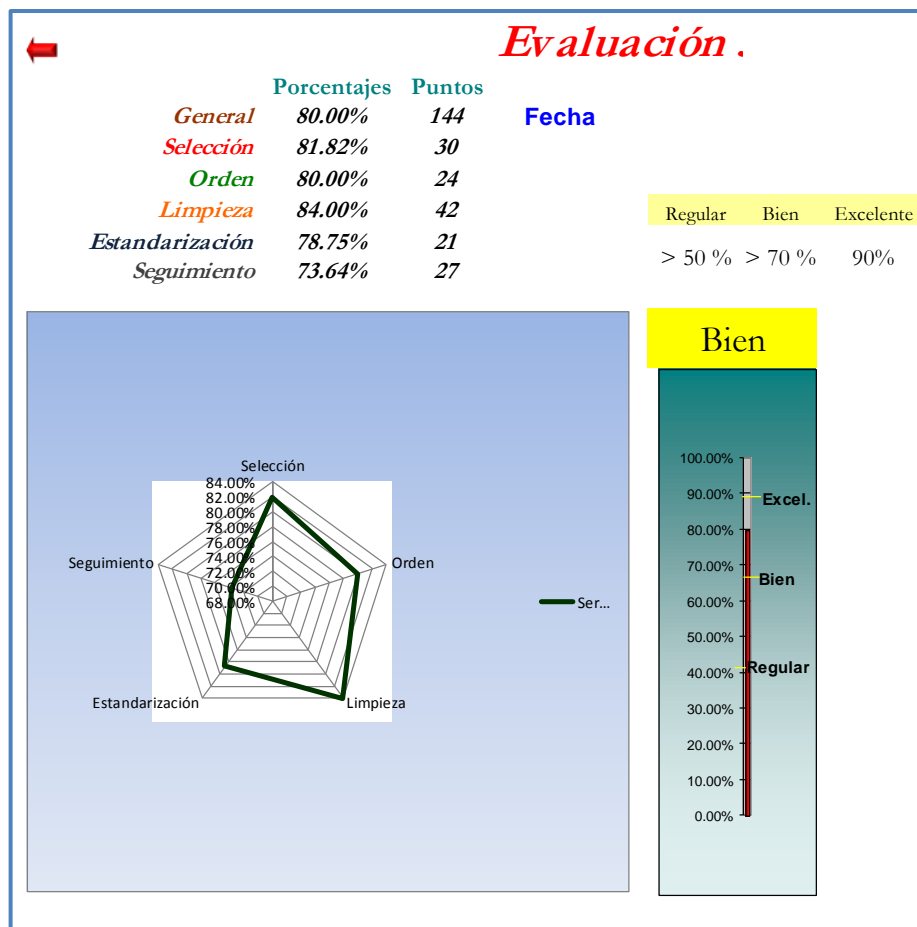 Evaluación .
Porcentajes Puntos
General 80.00% 144 Fecha
Selección 81.82% 30
Orden 80.00% 24
Limpieza 84.00% 42
Estandarización 78.75% 21
Seguimiento 73.64% 27
Regular Bien Excelente
> 50 % > 70 % 90%
Bien
Selección
84.00%
82.00%
80.00%
78.00%
76.00%
74.00%
72.00%
70.00%
68.00%
Seguimiento
Orden
Estandarización
Limpieza
Ser...
100.00%
90.00%
Excel.
80.00%
70.00%
Bien
60.00%
50.00%
40.00%
Regular
30.00%
20.00%
10.00%
0.00%